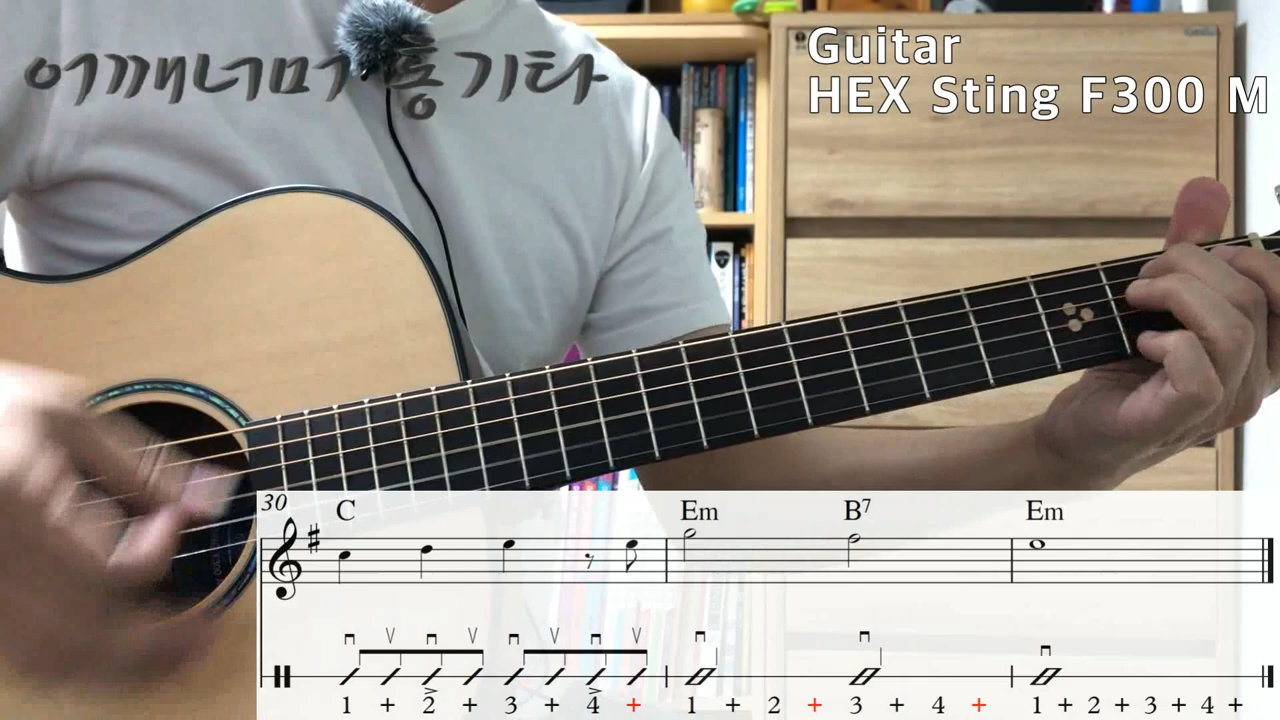 어깨너머 통기타
Guitar
HEX Sting F300 M
30 C Em B7 Em
1 + 2 + 3 + 4 + 1 + 2 + 3 + 4 + 1 + 2 + 3 + 4 +